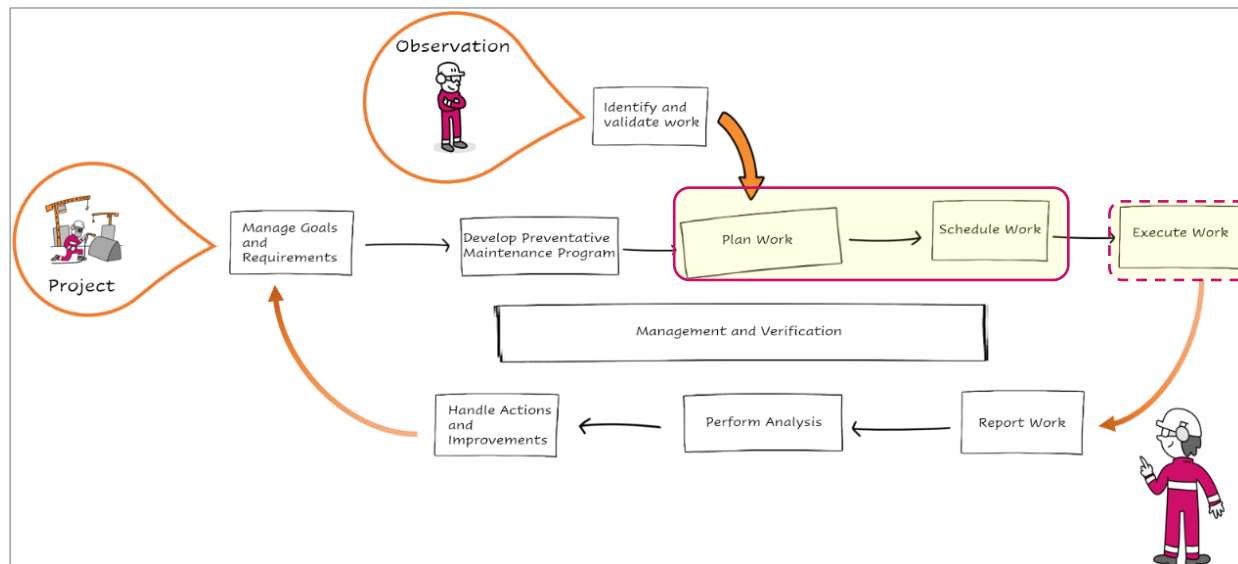 Observation
Identify and
validate work
Project
Manage Goals
and
Requirements
Develop Preventative
Maintenance Program
Plan Work
Schedule Work
Execute Work
Management and Verification
Handle Actions
and
Improvements
Perform Analysis
Report Work